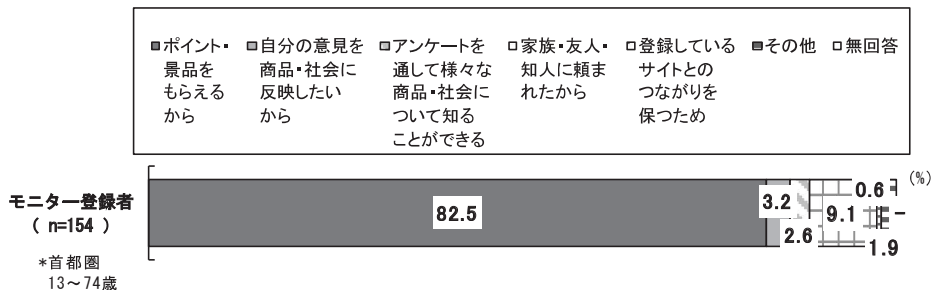 ■ポイント・景品をもらえるから
■自分の意見を商品・社会に反映したいから
□アンケートを通して様々な商品・社会について知ることができる
□家族・友人・知人に頼まれたから
□登録しているサイトとのつながりを保つため
■その他
□無回答
(%)
モニター登録者
( n=154 )
*首都圏
13～74歳
82.5
3.2
2.6
9.1
0.6
-
1.9